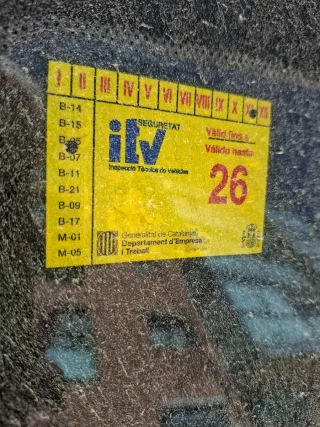 I II III IV V VI VII VIII IX X XI XII
B-14
B-15
B-07
B-11
B-21
B-09
B-17
M-01
M-05
SEGURETAT
itv
Inspecció Tècnica de Vehicles
Vàlid fins a
Válido hasta
26
Generalitat de Catalunya
Departament d'Empresa
i Treball